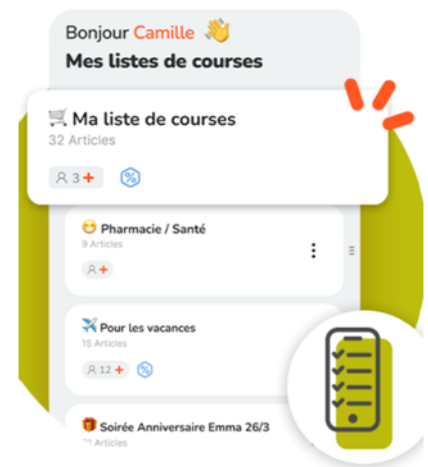 Bonjour Camille 👋
Mes listes de courses
🛒 Ma liste de courses
32 Articles
3 +
😷 Pharmacie / Santé
9 Articles
+
✈️ Pour les vacances
15 Articles
12 +
🎁 Soirée Anniversaire Emma 26/3
Articles